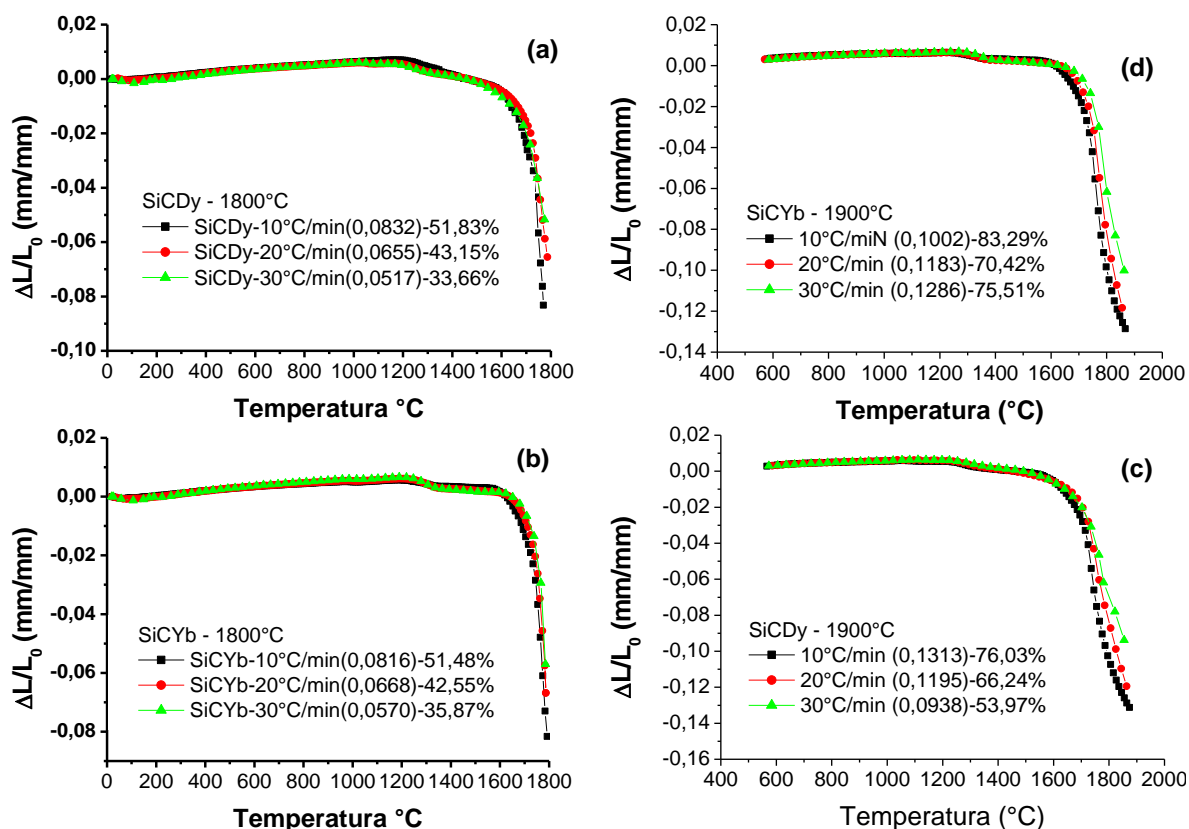 0,02
0,00
-0,02
-0,04
-0,06
-0,08
-0,10
ΔL/L0 (mm/mm)
(a)
SiCDy - 1800°C
SiCDy-10°C/min(0,0832)-51,83%
SiCDy-20°C/min(0,0655)-43,15%
SiCDy-30°C/min(0,0517)-33,66%
0 200 400 600 800 1000 1200 1400 1600 1800
Temperatura °C
0,02
0,00
-0,02
-0,04
-0,06
-0,08
-0,10
-0,12
-0,14
ΔL/L0 (mm/mm)
(d)
SiCYb - 1900°C
10°C/miN (0,1002)-83,29%
20°C/min (0,1183)-70,42%
30°C/min (0,1286)-75,51%
400 600 800 1000 1200 1400 1600 1800 2000
Temperatura (°C)
0,02
0,00
-0,02
-0,04
-0,06
-0,08
ΔL/L0 (mm/mm)
(b)
SiCYb - 1800°C
SiCYb-10°C/min(0,0816)-51,48%
SiCYb-20°C/min(0,0668)-42,55%
SiCYb-30°C/min(0,0570)-35,87%
0 200 400 600 800 1000 1200 1400 1600 1800
Temperatura °C
0,02
0,00
-0,02
-0,04
-0,06
-0,08
-0,10
-0,12
-0,14
-0,16
ΔL/L0 (mm/mm)
(c)
SiCDy - 1900°C
10°C/min (0,1313)-76,03%
20°C/min (0,1195)-66,24%
30°C/min (0,0938)-53,97%
400 600 800 1000 1200 1400 1600 1800 2000
Temperatura (°C)